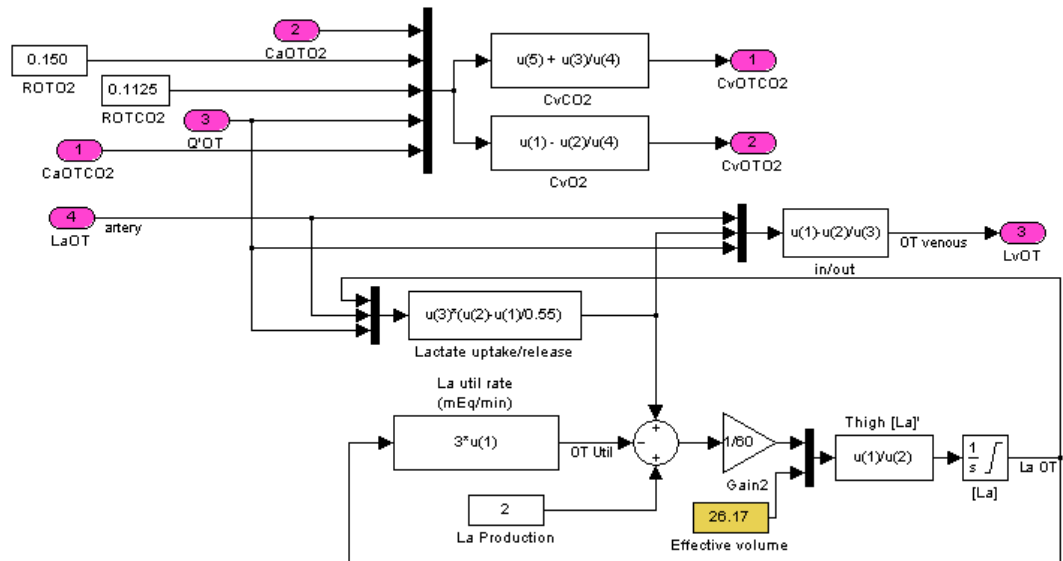 2
CaOTO2
0.150
ROTO2
0.1125
ROTCO2
3
Q'OT
1
CaOTCO2
u(5) + u(3)/u(4)
CvCO2
1
CvOTCO2
u(1) - u(2)/u(4)
CvO2
2
CvOTO2
4
LaOT
artery
u(1)-u(2)/u(3)
in/out
OT venous
3
LvOT
u(3)*(u(2)-u(1)/0.55)
Lactate uptake/release
La util rate
(mEq/min)
3*u(1)
OT Util
+
−
+
2
La Production
1/60
Gain2
26.17
Effective volume
Thigh [La]'
u(1)/u(2)
1
s
[La]
La OT